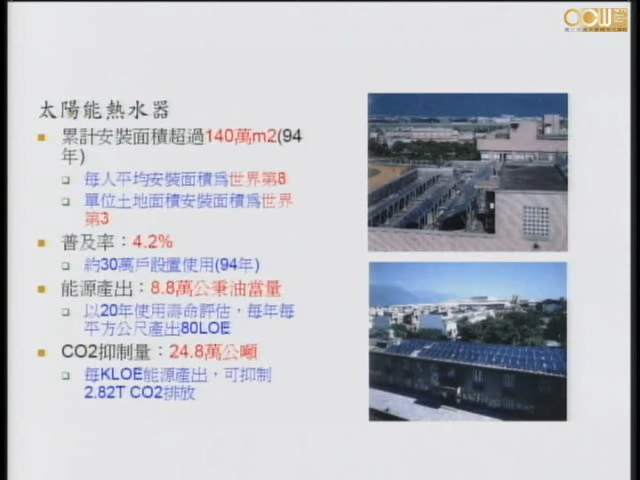 太陽能熱水器
累計安裝面積超過140萬m2(94
年)
每人平均安裝面積為世界第6
單位土地面積安裝面積為世界
第3
普及率：4.2%
約30萬戶設置使用(94年)
能源產出：8.8萬公秉油當量
以20年使用壽命評估，每年每
平方公尺產出80LOE
CO2抑制量：24.8萬公噸
每KLOE能源產出，可抑制
2.82T CO2排放